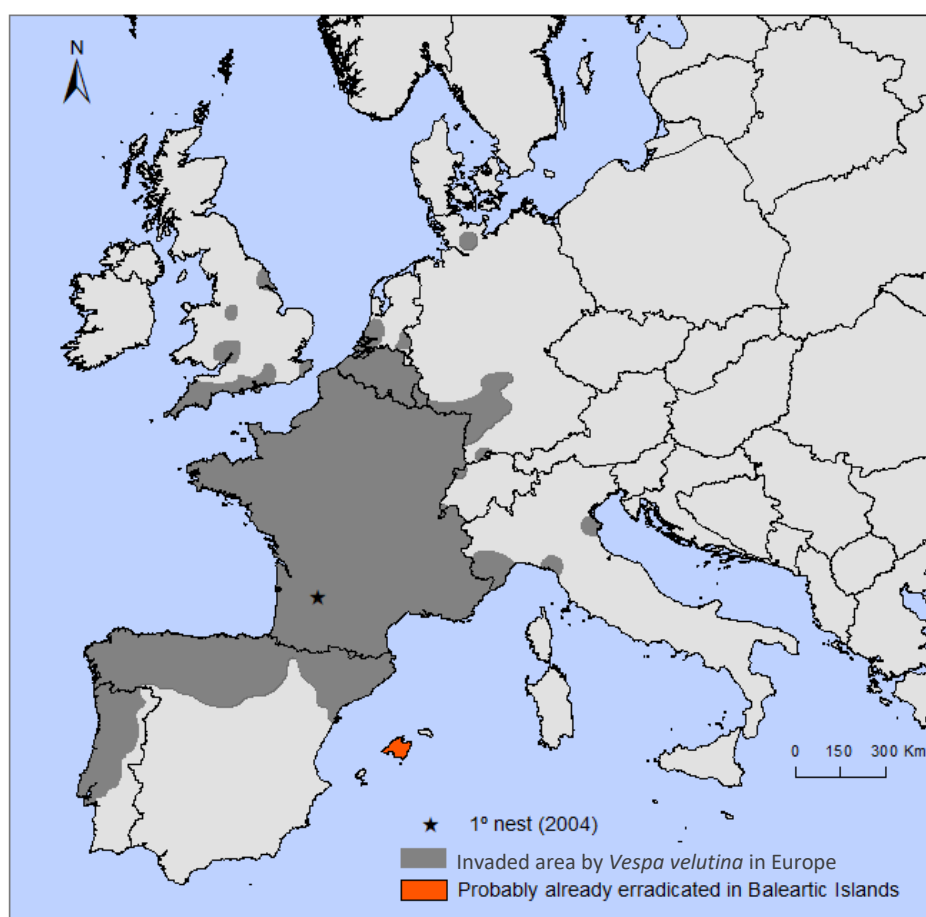 N
0 150 300 Km
1º nest (2004)
Invaded area by Vespa velutina in Europe
Probably already erradicated in Baleartic Islands